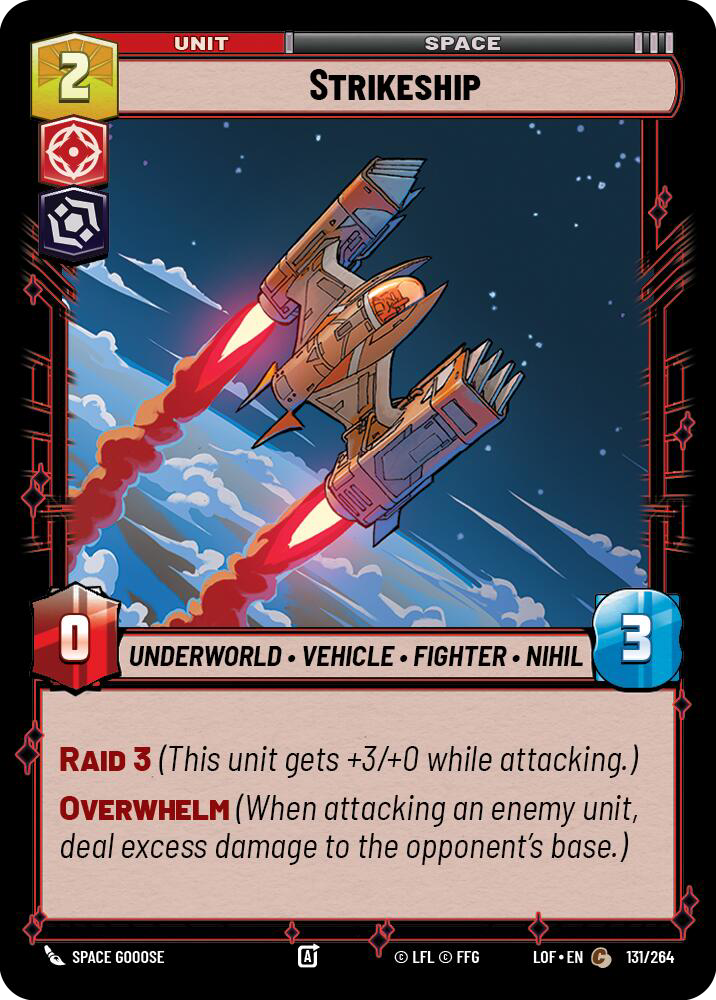 UNIT
SPACE
2
STRIKESHIP
0
UNDERWORLD • VEHICLE • FIGHTER • NIHIL
3
RAID 3 (This unit gets +3/+0 while attacking.)
OVERWHELM (When attacking an enemy unit,
deal excess damage to the opponent's base.)
SPACE GOOOSE
A
© LFL © FFG
LOF • EN
C
131/264